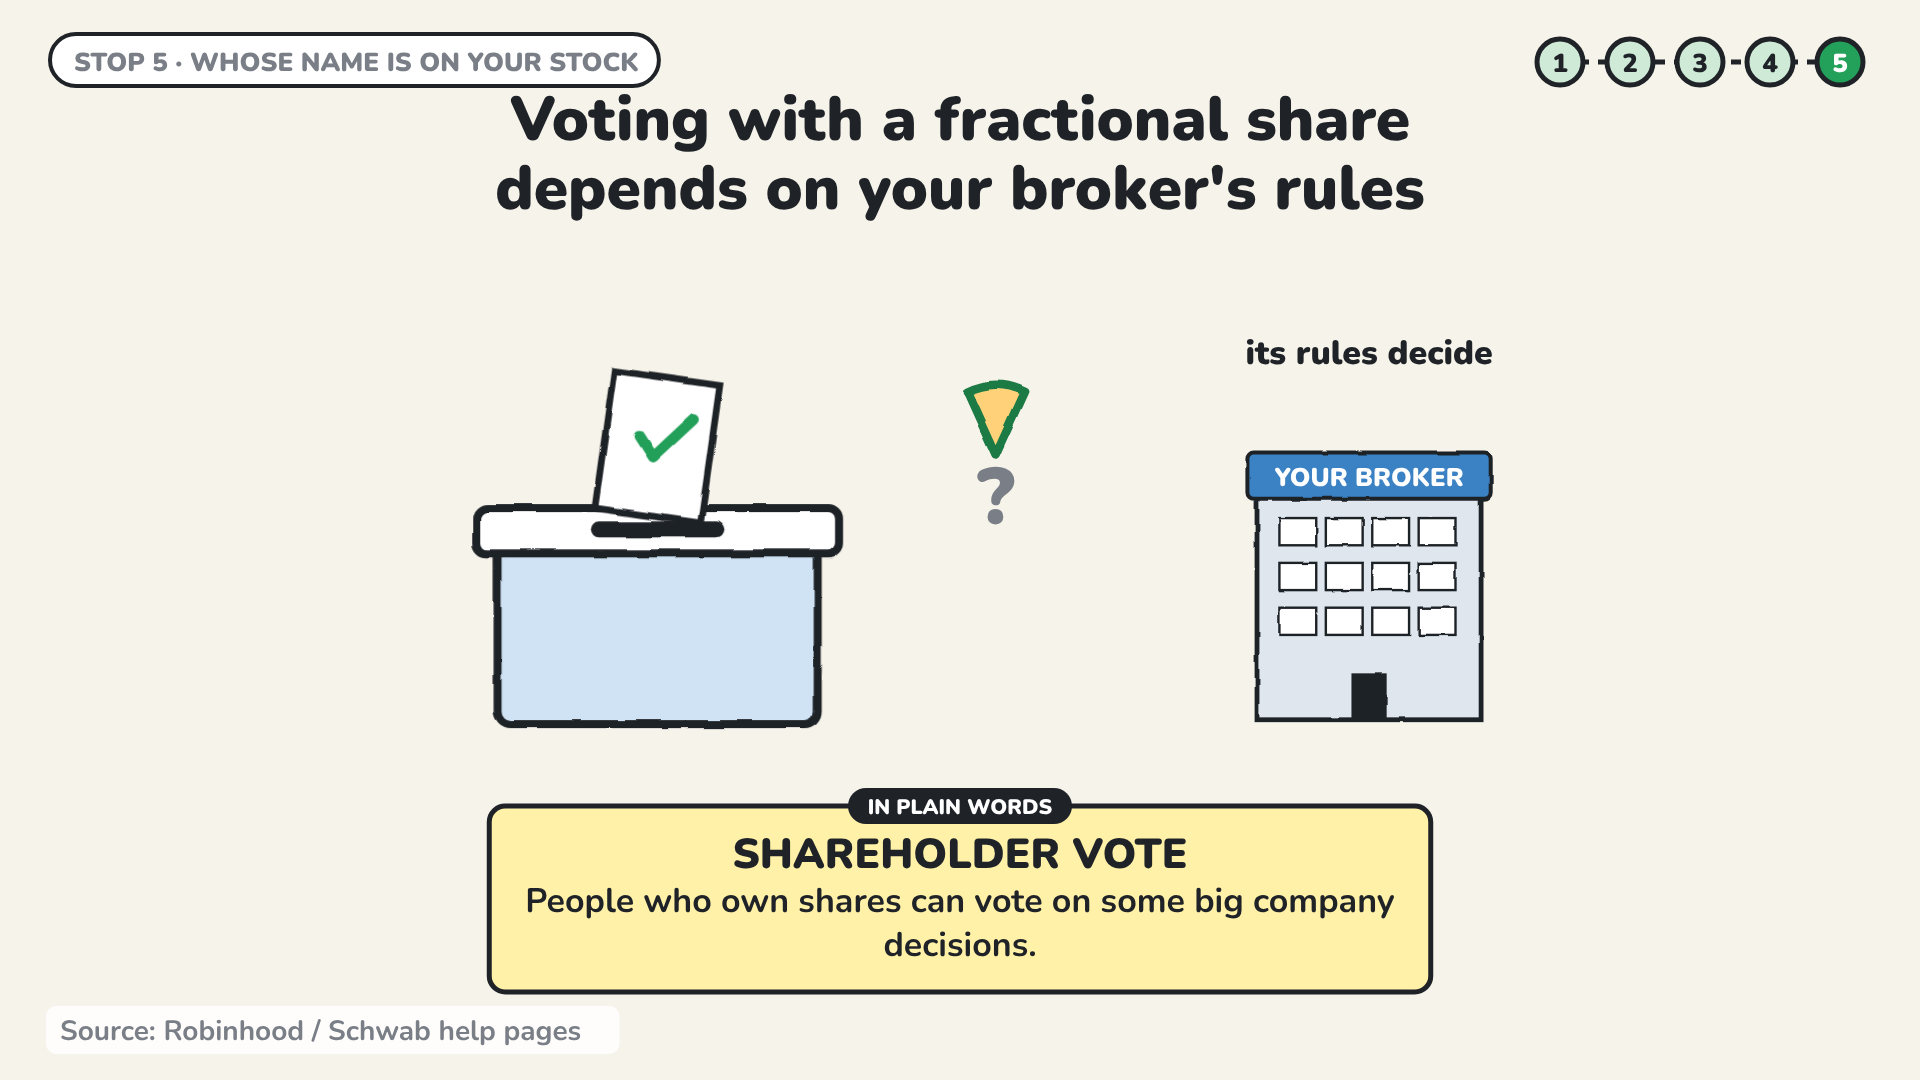 STOP 5 · WHOSE NAME IS ON YOUR STOCK
1 2 3 4 5
Voting with a fractional share
depends on your broker's rules
its rules decide
?
YOUR BROKER
IN PLAIN WORDS
SHAREHOLDER VOTE
People who own shares can vote on some big company
decisions.
Source: Robinhood / Schwab help pages